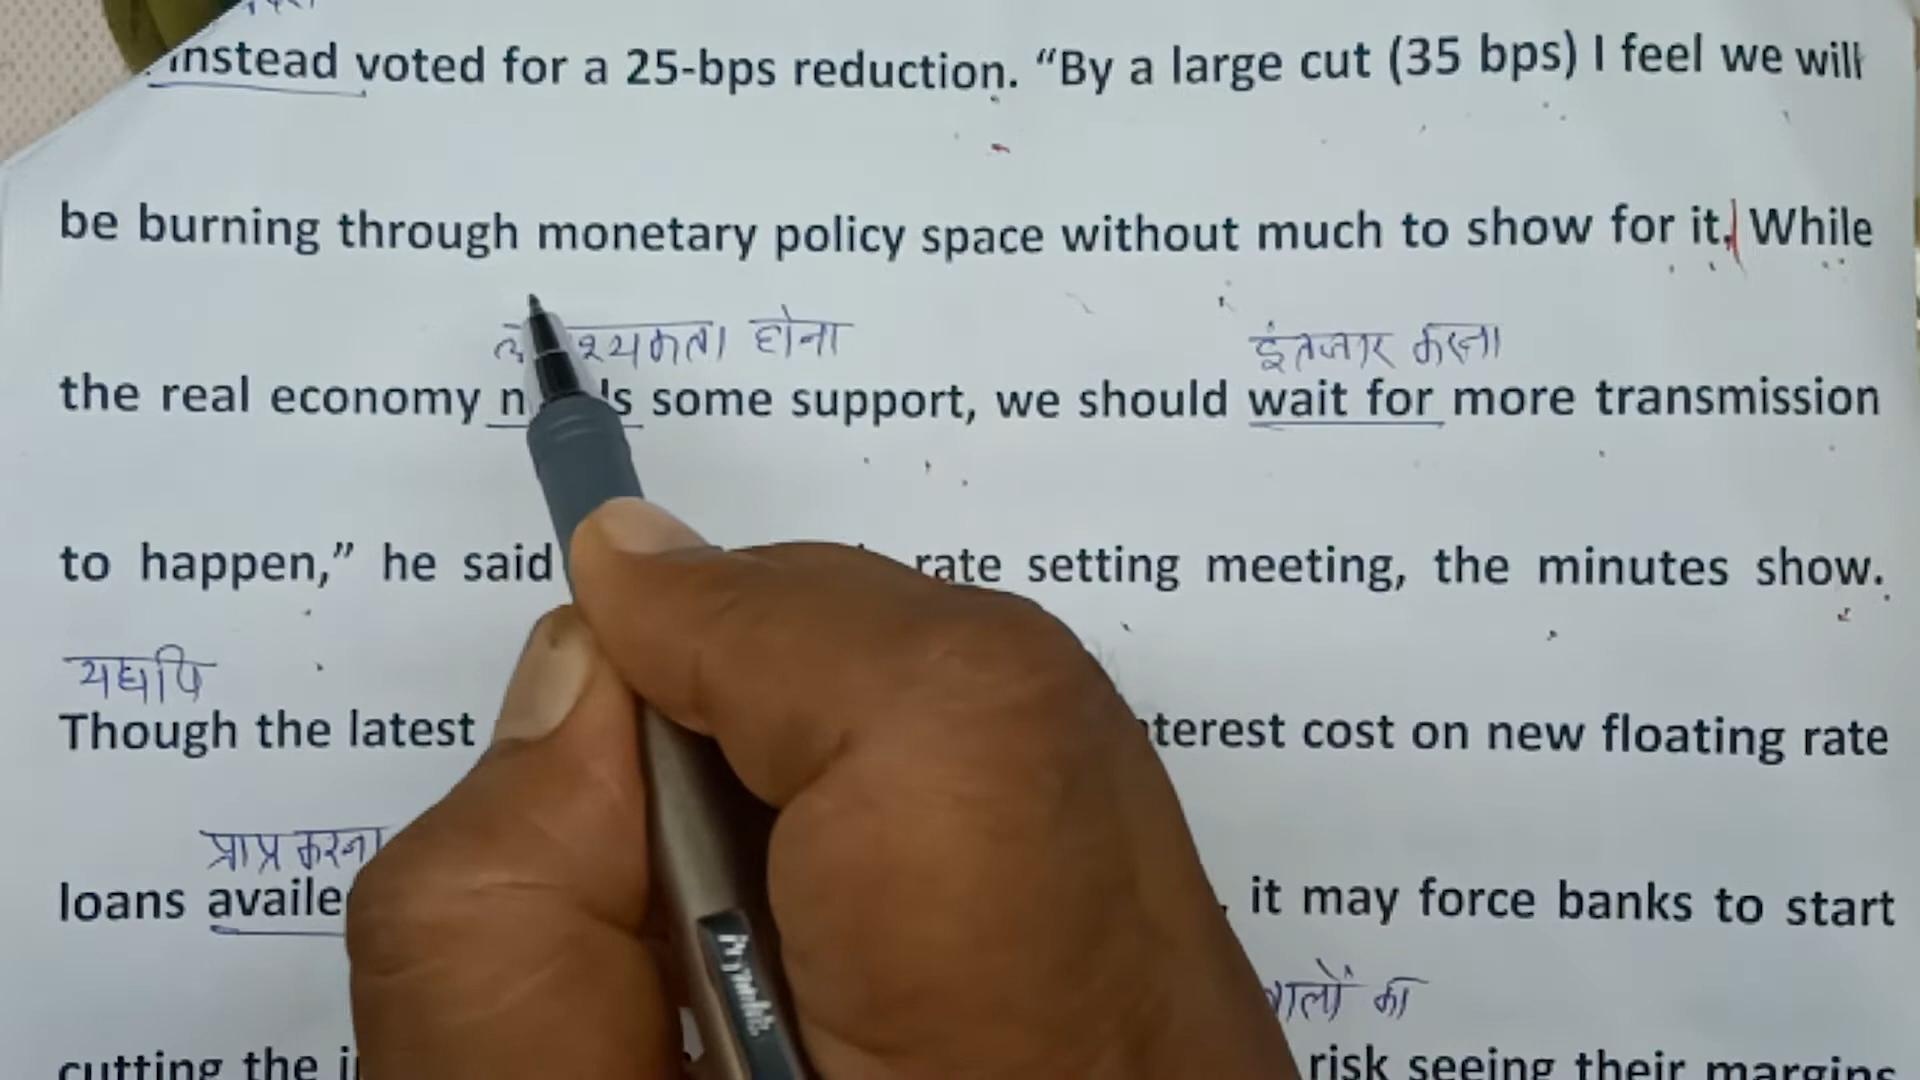 instead voted for a 25-bps reduction. “By a large cut (35 bps) I feel we will
be burning through monetary policy space without much to show for it. While
होना इंतजार करना
the real economy some support, we should wait for more transmission
to happen,” he said rate setting meeting, the minutes show.
यद्यपि
Though the latest cost on new floating rate
प्राप्त करना
loans it may force banks to start
का
cutting the risk seeing their margins